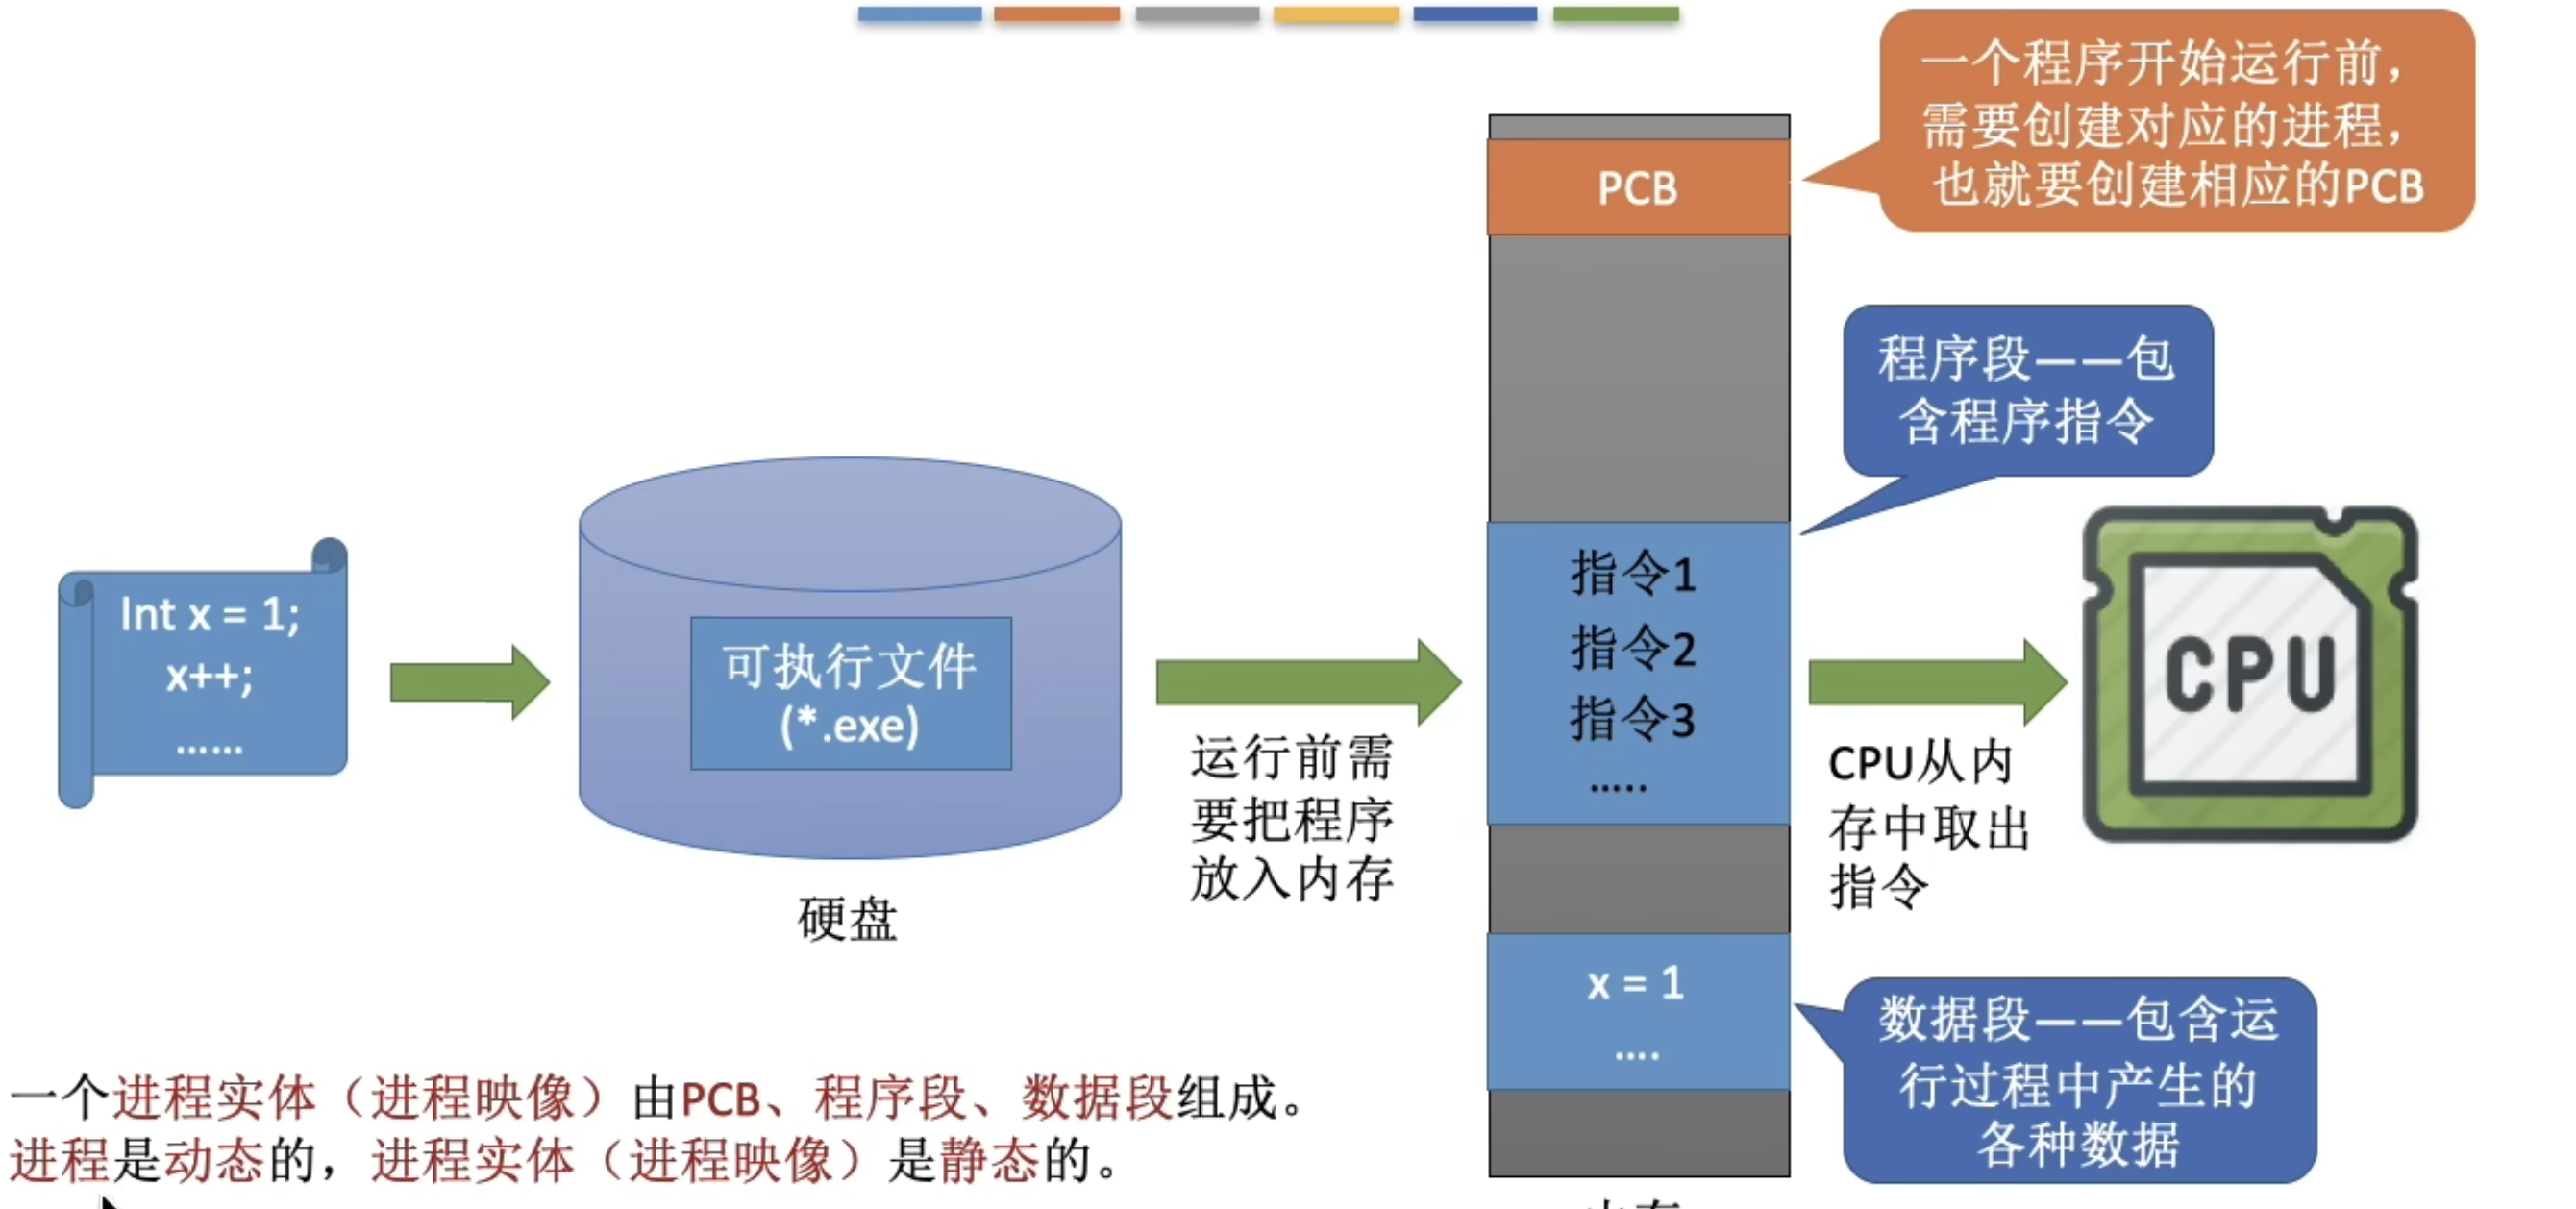 一个程序开始运行前，
需要创建对应的进程，
也就要创建相应的PCB
PCB
程序段——包
含程序指令
Int x = 1;
x++;
……
可执行文件
(*.exe)
硬盘
运行前需
要把程序
放入内存
指令1
指令2
指令3
…..
CPU从内
存中取出
指令
CPU
x = 1
….
数据段——包含运
行过程中产生的
各种数据
一个进程实体（进程映像）由PCB、程序段、数据段组成。
进程是动态的，进程实体（进程映像）是静态的。